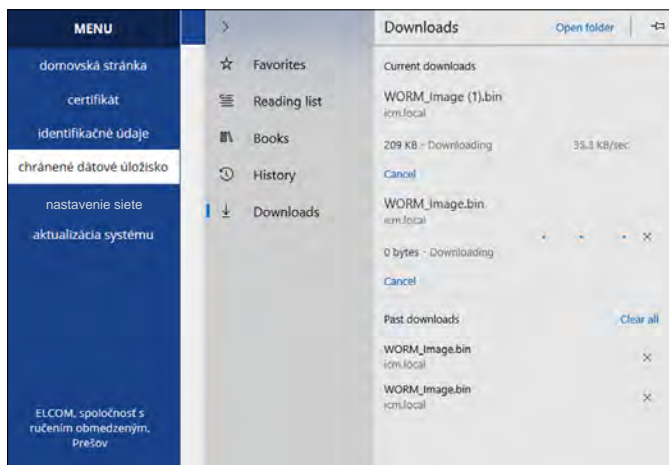 MENU
domovská stránka
certifikát
identifikačné údaje
chránené dátové úložisko
nastavenie siete
aktualizácia systému
ELCOM, spoločnosť s
ručením obmedzeným,
Prešov
Favorites
Reading list
Books
History
Downloads
Downloads Open folder
Current downloads
WORM_Image (1).bin
icm.local
209 KB - Downloading 35.3 KB/sec
Cancel
WORM_Image.bin
icm.local
0 bytes - Downloading
Cancel
Past downloads Clear all
WORM_Image.bin
icm.local
WORM_Image.bin
icm.local